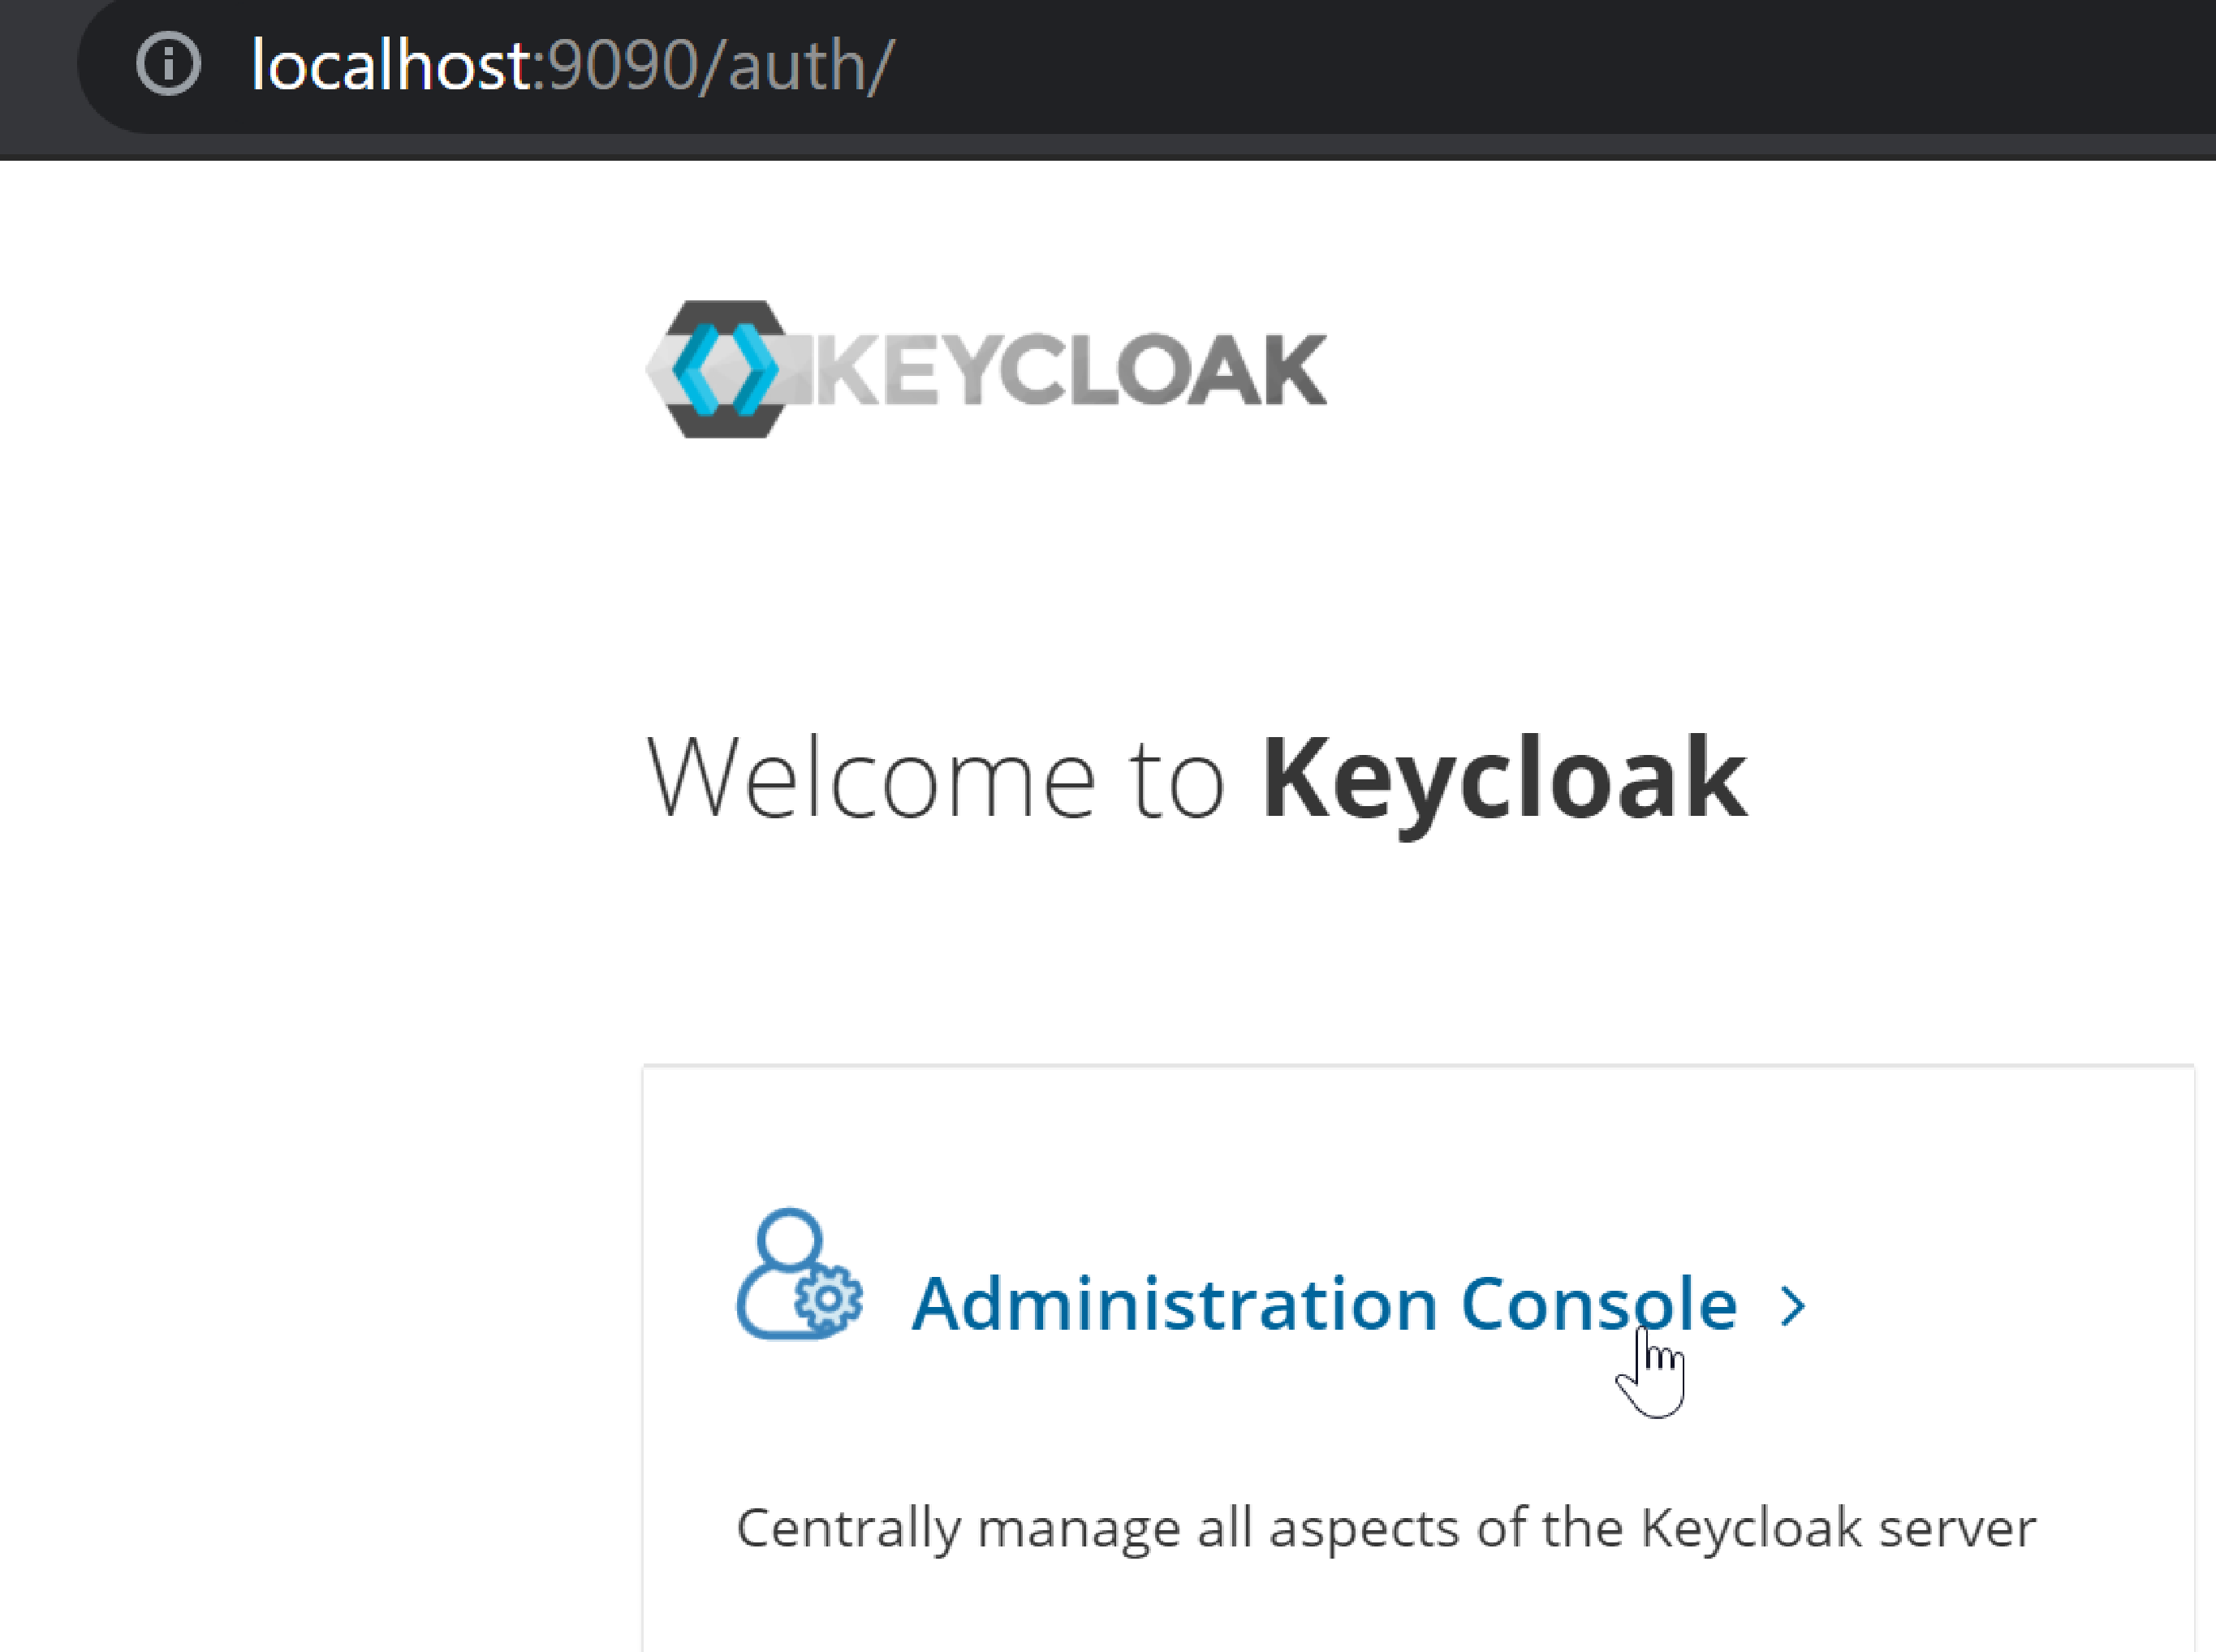 localhost:9090/auth/
KEYCLOAK
Welcome to Keycloak
Administration Console >
Centrally manage all aspects of the Keycloak server